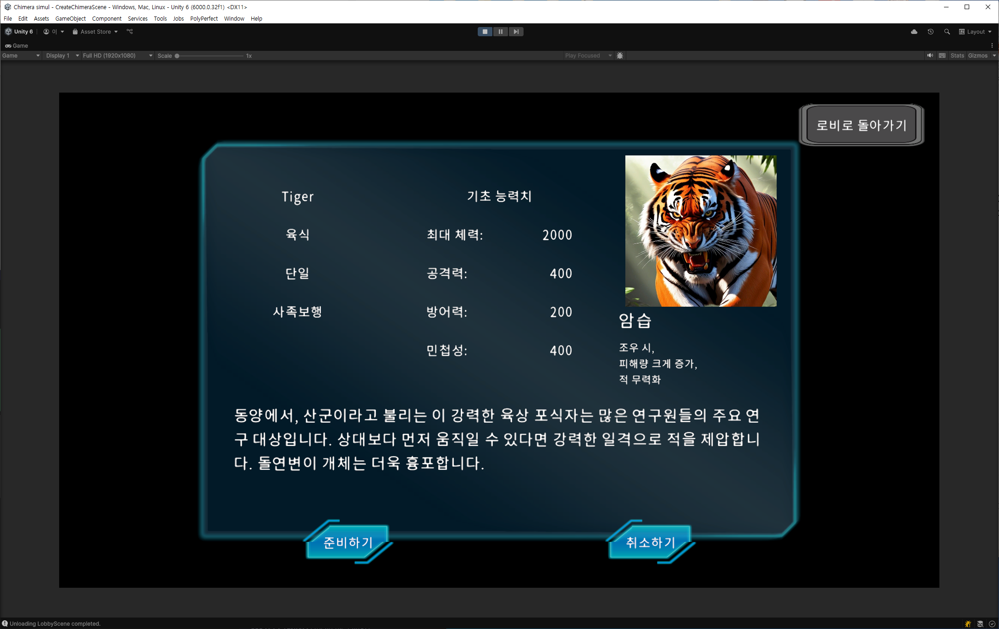 Chimera simul - CreateChimeraScene - Windows, Mac, Linux - Unity 6 (6000.0.32f1) <DX11>
File Edit Assets GameObject Component Services Tools Jobs PolyPerfect Window Help
Unity 6 이 Asset Store Layout
Game
Game Display 1 Full HD (1920x1080) Scale 1x Play Focused Stats Gizmos
로비로 돌아가기
Tiger
기초 능력치
육식
최대 체력: 2000
단일
공격력: 400
사족보행
방어력: 200
민첩성: 400
암습
조우 시,
피해량 크게 증가,
적 무력화
동양에서, 산군이라고 불리는 이 강력한 육상 포식자는 많은 연구원들의 주요 연
구 대상입니다. 상대보다 먼저 움직일 수 있다면 강력한 일격으로 적을 제압합니
다. 돌연변이 개체는 더욱 흉포합니다.
준비하기
취소하기
Unloading LobbyScene completed.